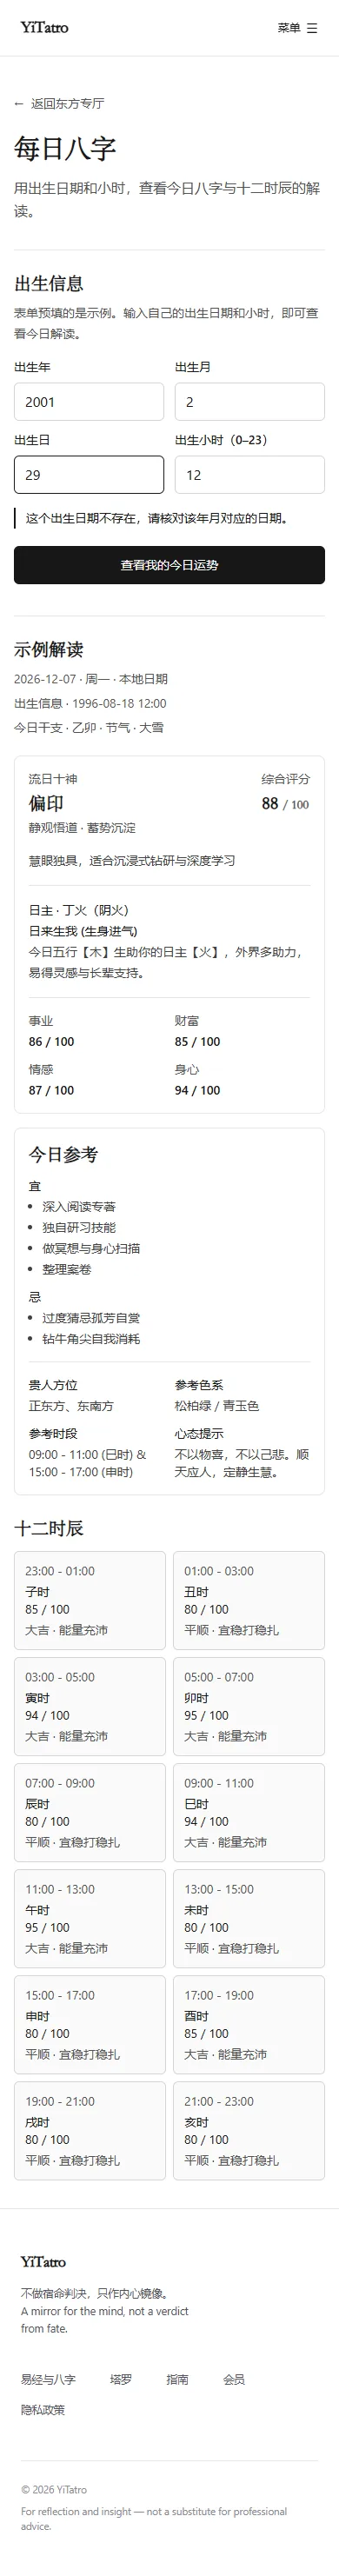 YiTatro
菜单 ☰
← 返回东方专厅
每日八字
用出生日期和小时，查看今日八字与十二时辰的解
读。
出生信息
表单预填的是示例。输入自己的出生日期和小时，即可查
看今日解读。
出生年
出生月
2001
2
出生日
出生小时（0–23）
29
12
这个出生日期不存在，请核对该年月对应的日期。
查看我的今日运势
示例解读
2026-12-07 · 周一 · 本地日期
出生信息 · 1996-08-18 12:00
今日干支 · 乙卯 · 节气 · 大雪
流日十神
综合评分
偏印
88 / 100
静观悟道 · 蓄势沉淀
慧眼独具，适合沉浸式钻研与深度学习
日主 · 丁火（阴火）
日来生我 (生身进气)
今日五行【木】生助你的日主【火】，外界多助力，
易得灵感与长辈支持。
事业
财富
86 / 100
85 / 100
情感
身心
87 / 100
94 / 100
今日参考
宜
• 深入阅读专著
• 独自研习技能
• 做冥想与身心扫描
• 整理案卷
忌
• 过度猜忌孤芳自赏
• 钻牛角尖自我消耗
贵人方位
参考色系
正东方、东南方
松柏绿 / 青玉色
参考时段
心态提示
09:00 - 11:00 (巳时) &
不以物喜，不以己悲。顺
15:00 - 17:00 (申时)
天应人，定静生慧。
十二时辰
23:00 - 01:00
子时
85 / 100
大吉 · 能量充沛
01:00 - 03:00
丑时
80 / 100
平顺 · 宜稳打稳扎
03:00 - 05:00
寅时
94 / 100
大吉 · 能量充沛
05:00 - 07:00
卯时
95 / 100
大吉 · 能量充沛
07:00 - 09:00
辰时
80 / 100
平顺 · 宜稳打稳扎
09:00 - 11:00
巳时
94 / 100
大吉 · 能量充沛
11:00 - 13:00
午时
95 / 100
大吉 · 能量充沛
13:00 - 15:00
未时
80 / 100
平顺 · 宜稳打稳扎
15:00 - 17:00
申时
80 / 100
平顺 · 宜稳打稳扎
17:00 - 19:00
酉时
85 / 100
大吉 · 能量充沛
19:00 - 21:00
戌时
80 / 100
平顺 · 宜稳打稳扎
21:00 - 23:00
亥时
80 / 100
平顺 · 宜稳打稳扎
YiTatro
不做宿命判决，只作内心镜像。
A mirror for the mind, not a verdict
from fate.
易经与八字
塔罗
指南
会员
隐私政策
© 2026 YiTatro
For reflection and insight — not a substitute for professional
advice.